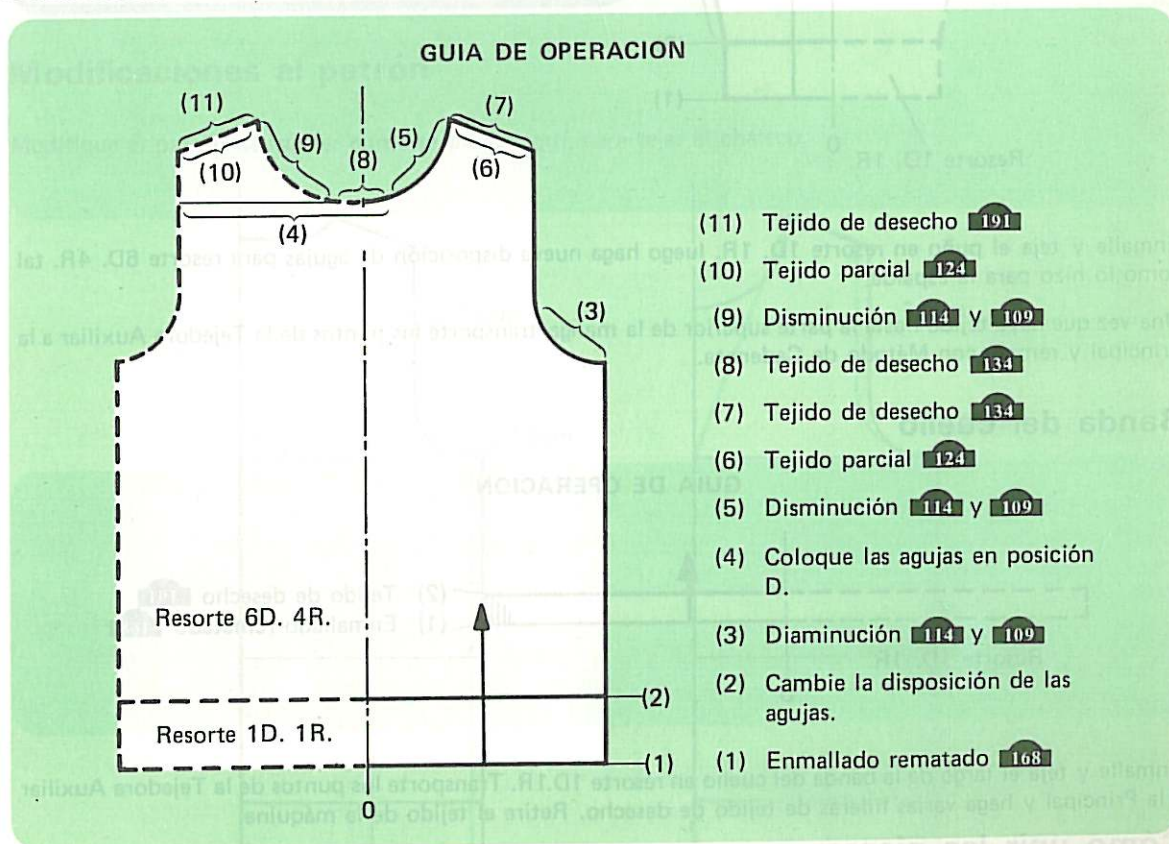 GUIA DE OPERACION
(11)
(10)
(9)
(8)
(5)
(7)
(6)
(4)
(3)
Resorte 6D. 4R.
Resorte 1D. 1R.
(2)
(1)
0
(11) Tejido de desecho 191
(10) Tejido parcial 124
(9) Disminución 114 y 109
(8) Tejido de desecho 134
(7) Tejido de desecho 134
(6) Tejido parcial 124
(5) Disminución 114 y 109
(4) Coloque las agujas en posición
D.
(3) Diaminución 114 y 109
(2) Cambie la disposición de las
agujas.
(1) Enmallado rematado 168